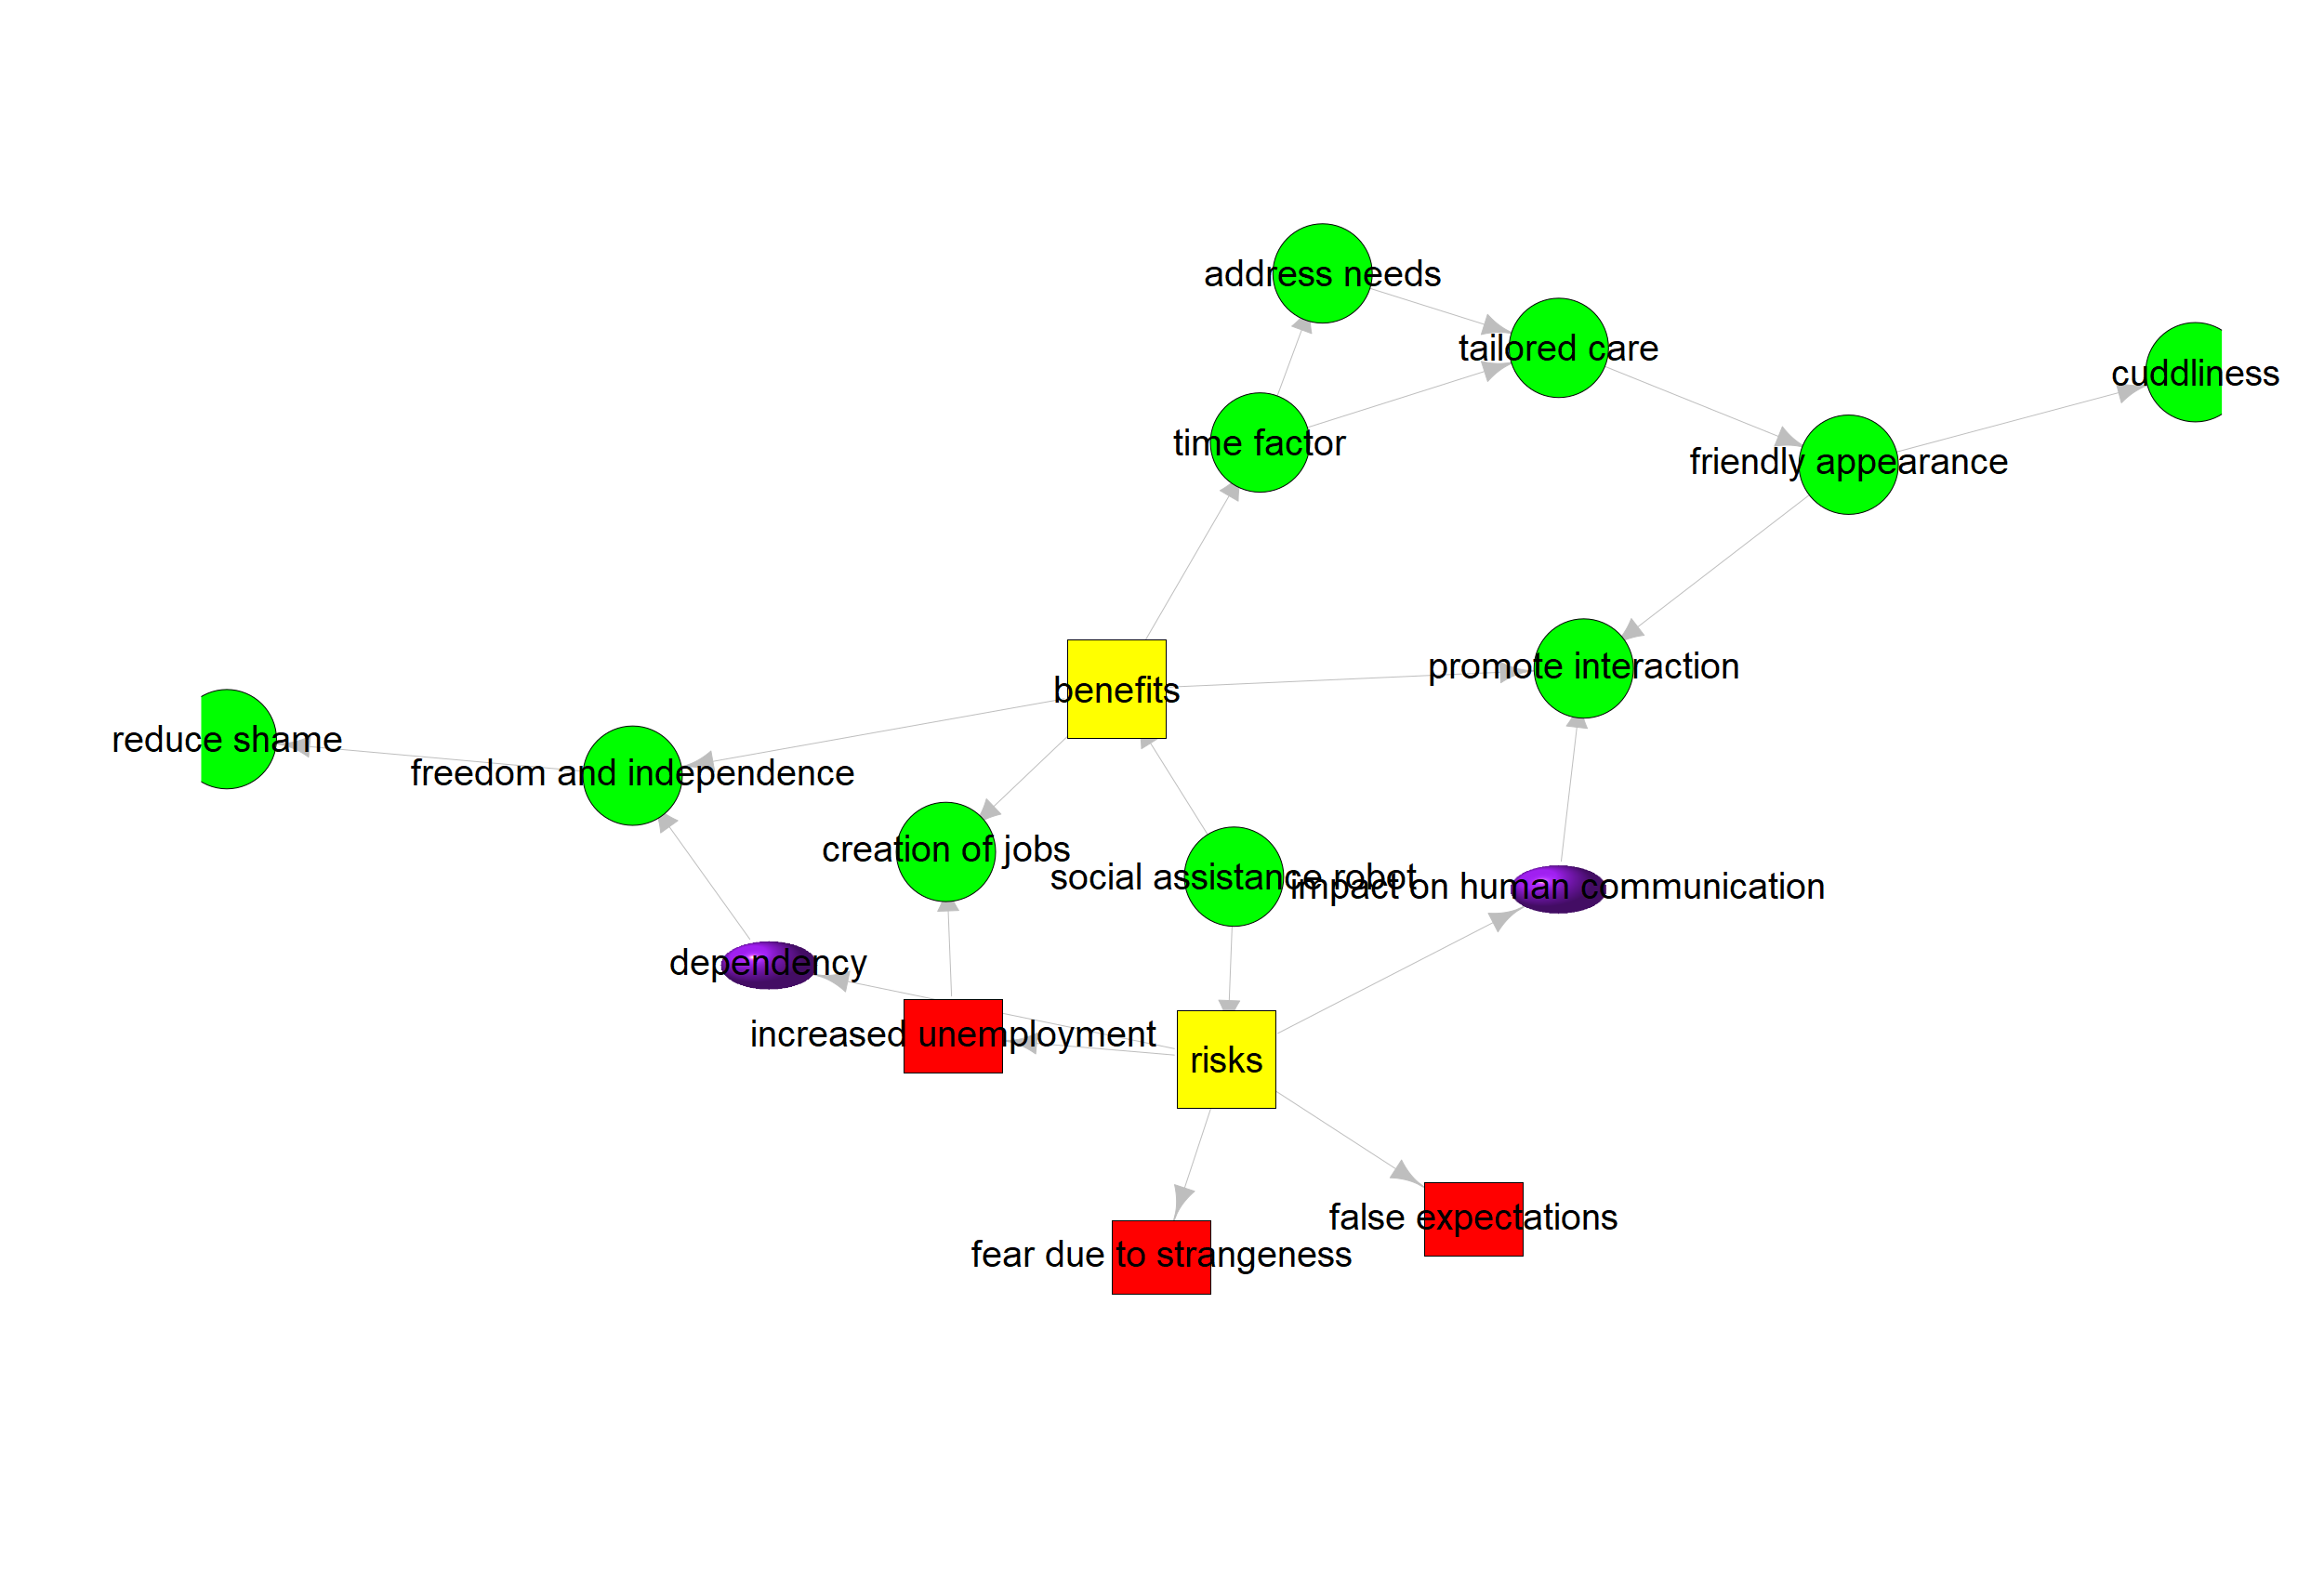 address needs
tailored care
cuddliness
time factor
friendly appearance
promote interaction
benefits
reduce shame
freedom and independence
creation of jobs
social assistance robot
impact on human communication
dependency
increased unemployment
risks
false expectations
fear due to strangeness